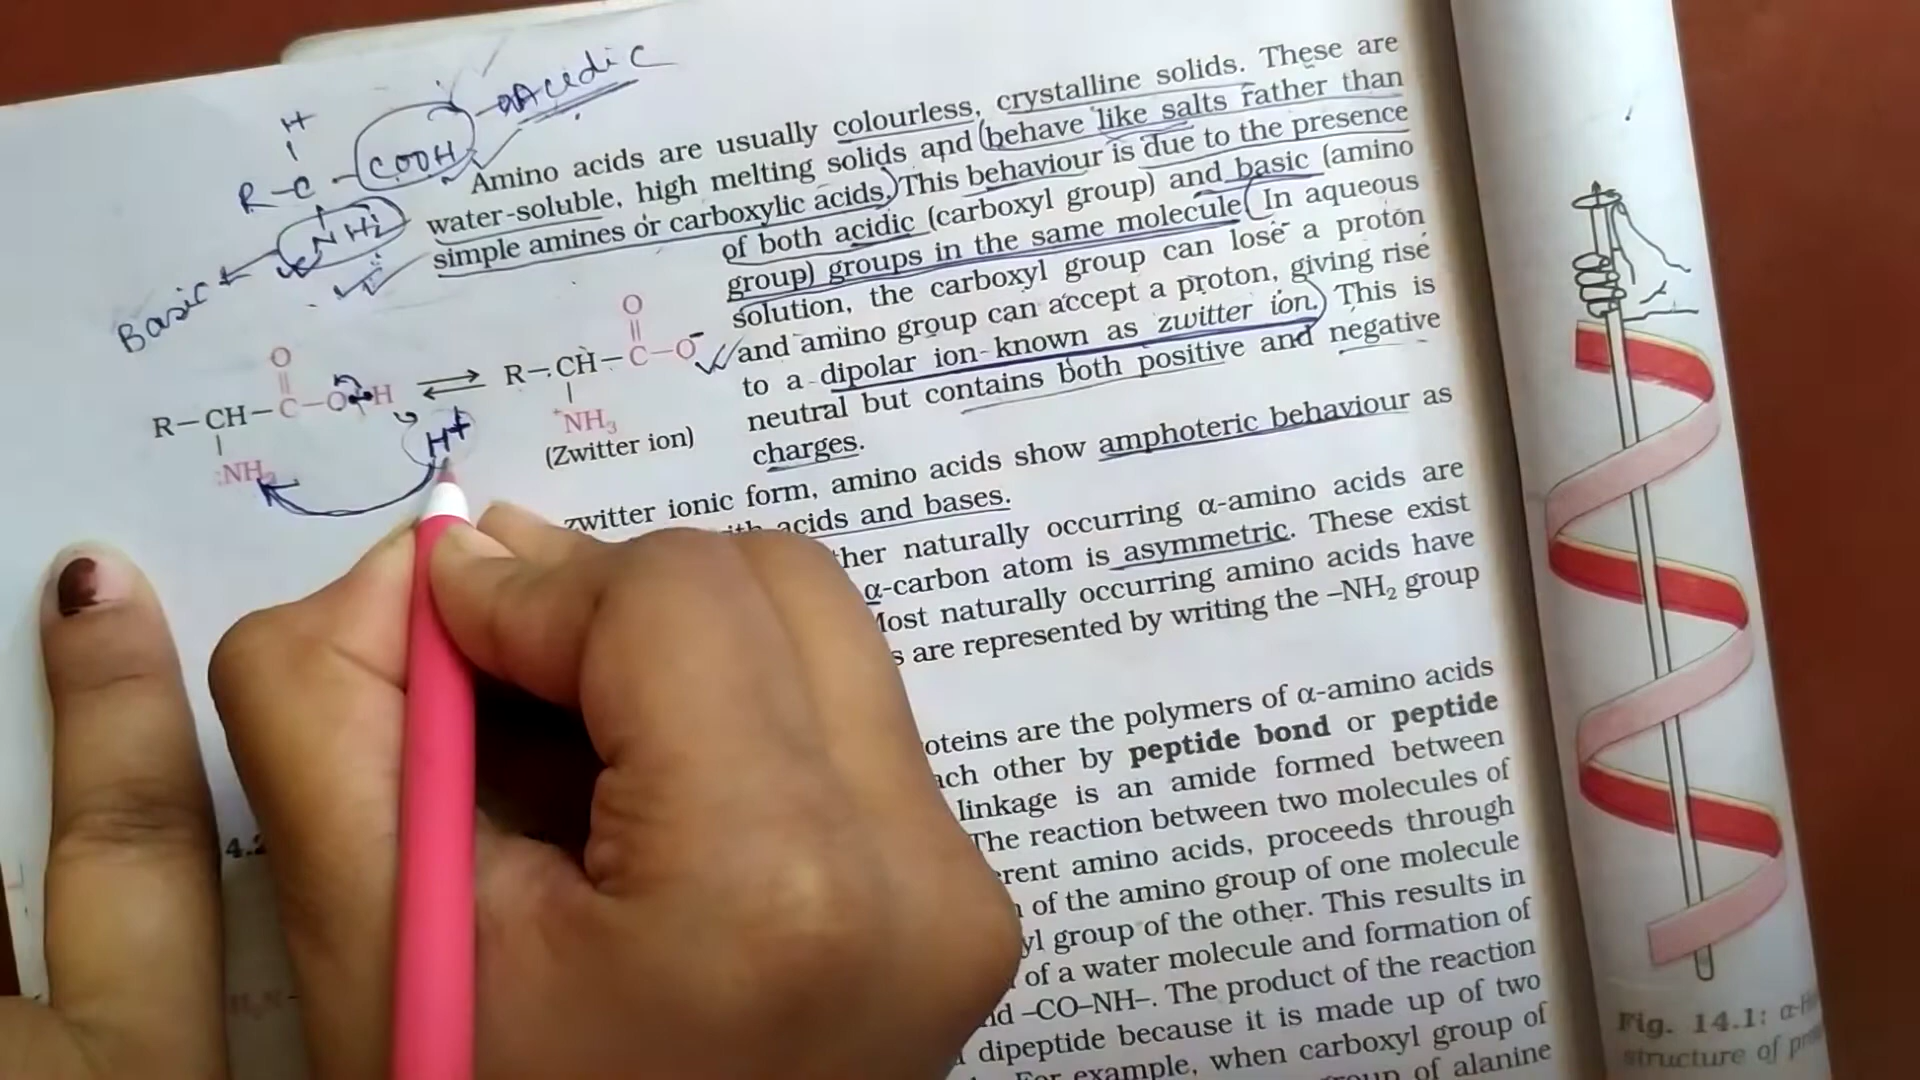 Acedic
H
R-C-COOH
NH2
Basic
Amino acids are usually colourless, crystalline solids. These are
water-soluble, high melting solids and behave like salts rather than
simple amines or carboxylic acids. This behaviour is due to the presence
of both acidic (carboxyl group) and basic (amino
group) groups in the same molecule. In aqueous
solution, the carboxyl group can lose a proton
and amino group can accept a proton, giving rise
to a dipolar ion known as zwitter ion. This is
neutral but contains both positive and negative
charges.
O
R–CH–C–O–H
:NH2
H+
O
R–CH–C–O-
+NH3
(Zwitter ion)
zwitter ionic form, amino acids show amphoteric behaviour as
acids and bases.
naturally occurring α-amino acids are
α-carbon atom is asymmetric. These exist
Most naturally occurring amino acids have
are represented by writing the –NH2 group
are the polymers of α-amino acids
other by peptide bond or peptide
linkage is an amide formed between
The reaction between two molecules of
amino acids, proceeds through
of the amino group of one molecule
group of the other. This results in
of a water molecule and formation of
–CO–NH–. The product of the reaction
dipeptide because it is made up of two
For example, when carboxyl group of
of alanine
Fig. 14.1:
structure of